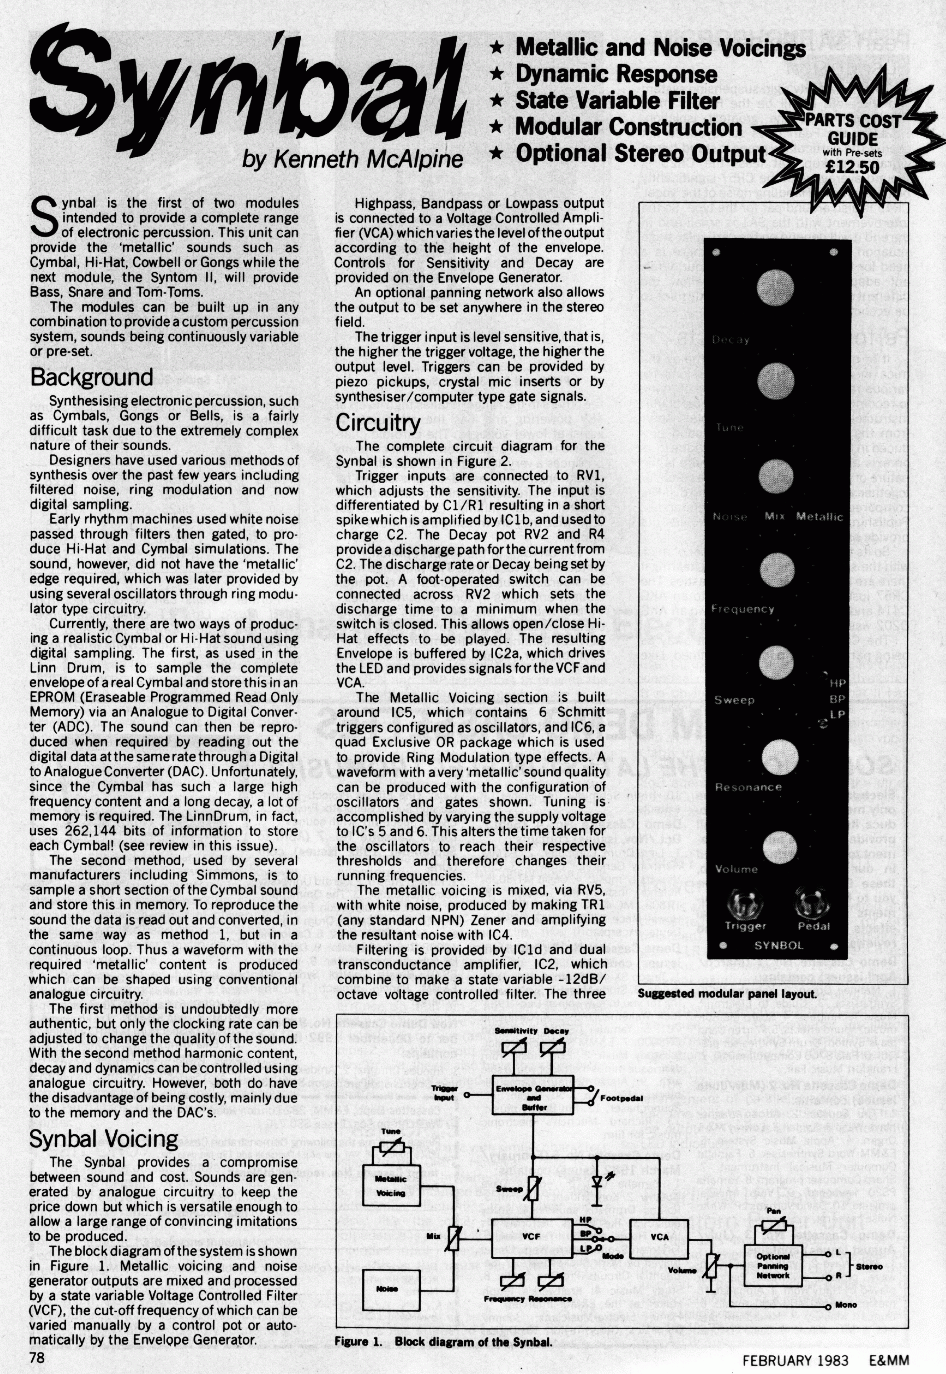 Synbal
by Kenneth McAlpine
★ Metallic and Noise Voicings
★ Dynamic Response
★ State Variable Filter
★ Modular Construction
★ Optional Stereo Output
PARTS COST
GUIDE
with Pre-sets
£12.50
Synbal is the first of two modules
intended to provide a complete range
of electronic percussion. This unit can
provide the 'metallic' sounds such as
Cymbal, Hi-Hat, Cowbell or Gongs while the
next module, the Syntom II, will provide
Bass, Snare and Tom-Toms.
The modules can be built up in any
combination to provide a custom percussion
system, sounds being continuously variable
or pre-set.
Background
Synthesising electronic percussion, such
as Cymbals, Gongs or Bells, is a fairly
difficult task due to the extremely complex
nature of their sounds.
Designers have used various methods of
synthesis over the past few years including
filtered noise, ring modulation and now
digital sampling.
Early rhythm machines used white noise
passed through filters then gated, to pro-
duce Hi-Hat and Cymbal simulations. The
sound, however, did not have the 'metallic'
edge required, which was later provided by
using several oscillators through ring modu-
lator type circuitry.
Currently, there are two ways of produc-
ing a realistic Cymbal or Hi-Hat sound using
digital sampling. The first, as used in the
Linn Drum, is to sample the complete
envelope of a real Cymbal and store this in an
EPROM (Eraseable Programmed Read Only
Memory) via an Analogue to Digital Conver-
ter (ADC). The sound can then be repro-
duced when required by reading out the
digital data at the same rate through a Digital
to Analogue Converter (DAC). Unfortunately,
since the Cymbal has such a large high
frequency content and a long decay, a lot of
memory is required. The LinnDrum, in fact,
uses 262,144 bits of information to store
each Cymbal! (see review in this issue).
The second method, used by several
manufacturers including Simmons, is to
sample a short section of the Cymbal sound
and store this in memory. To reproduce the
sound the data is read out and converted, in
the same way as method 1, but in a
continuous loop. Thus a waveform with the
required 'metallic' content is produced
which can be shaped using conventional
analogue circuitry.
The first method is undoubtedly more
authentic, but only the clocking rate can be
adjusted to change the quality of the sound.
With the second method harmonic content,
decay and dynamics can be controlled using
analogue circuitry. However, both do have
the disadvantage of being costly, mainly due
to the memory and the DAC's.
Synbal Voicing
The Synbal provides a compromise
between sound and cost. Sounds are gen-
erated by analogue circuitry to keep the
price down but which is versatile enough to
allow a large range of convincing imitations
to be produced.
The block diagram of the system is shown
in Figure 1. Metallic voicing and noise
generator outputs are mixed and processed
by a state variable Voltage Controlled Filter
(VCF), the cut-off frequency of which can be
varied manually by a control pot or auto-
matically by the Envelope Generator.
Highpass, Bandpass or Lowpass output
is connected to a Voltage Controlled Ampli-
fier (VCA) which varies the level of the output
according to the height of the envelope.
Controls for Sensitivity and Decay are
provided on the Envelope Generator.
An optional panning network also allows
the output to be set anywhere in the stereo
field.
The trigger input is level sensitive, that is,
the higher the trigger voltage, the higher the
output level. Triggers can be provided by
piezo pickups, crystal mic inserts or by
synthesiser/computer type gate signals.
Circuitry
The complete circuit diagram for the
Synbal is shown in Figure 2.
Trigger inputs are connected to RV1,
which adjusts the sensitivity. The input is
differentiated by C1/R1 resulting in a short
spike which is amplified by IC1b, and used to
charge C2. The Decay pot RV2 and R4
provide a discharge path for the current from
C2. The discharge rate or Decay being set by
the pot. A foot-operated switch can be
connected across RV2 which sets the
discharge time to a minimum when the
switch is closed. This allows open/close Hi-
Hat effects to be played. The resulting
Envelope is buffered by IC2a, which drives
the LED and provides signals for the VCF and
VCA.
The Metallic Voicing section is built
around IC5, which contains 6 Schmitt
triggers configured as oscillators, and IC6, a
quad Exclusive OR package which is used
to provide Ring Modulation type effects. A
waveform with a very 'metallic' sound quality
can be produced with the configuration of
oscillators and gates shown. Tuning is
accomplished by varying the supply voltage
to IC's 5 and 6. This alters the time taken for
the oscillators to reach their respective
thresholds and therefore changes their
running frequencies.
The metallic voicing is mixed, via RV5,
with white noise, produced by making TR1
(any standard NPN) Zener and amplifying
the resultant noise with IC4.
Filtering is provided by IC1d and dual
transconductance amplifier, IC2, which
combine to make a state variable -12dB/
octave voltage controlled filter. The three
Decay
Tune
Noise Mix Metallic
Frequency
Sweep
HP
BP
LP
Resonance
Volume
Trigger Pedal
SYNBOL
Suggested modular panel layout.
Sensitivity Decay
Trigger
Input
Envelope Generator
and
Buffer
Footpedal
Tune
Metallic
Voicing
Sweep
Mix
VCF
HP
BP
LP
Mode
VCA
Pan
Volume
Optional
Panning
Network
L
R
Stereo
Noise
Frequency Resonance
Mono
Figure 1. Block diagram of the Synbal.
78
FEBRUARY 1983 E&MM